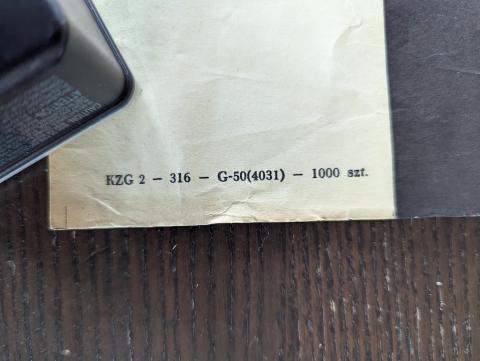 KZG 2 — 316 — G-50(4031) — 1000 szt.